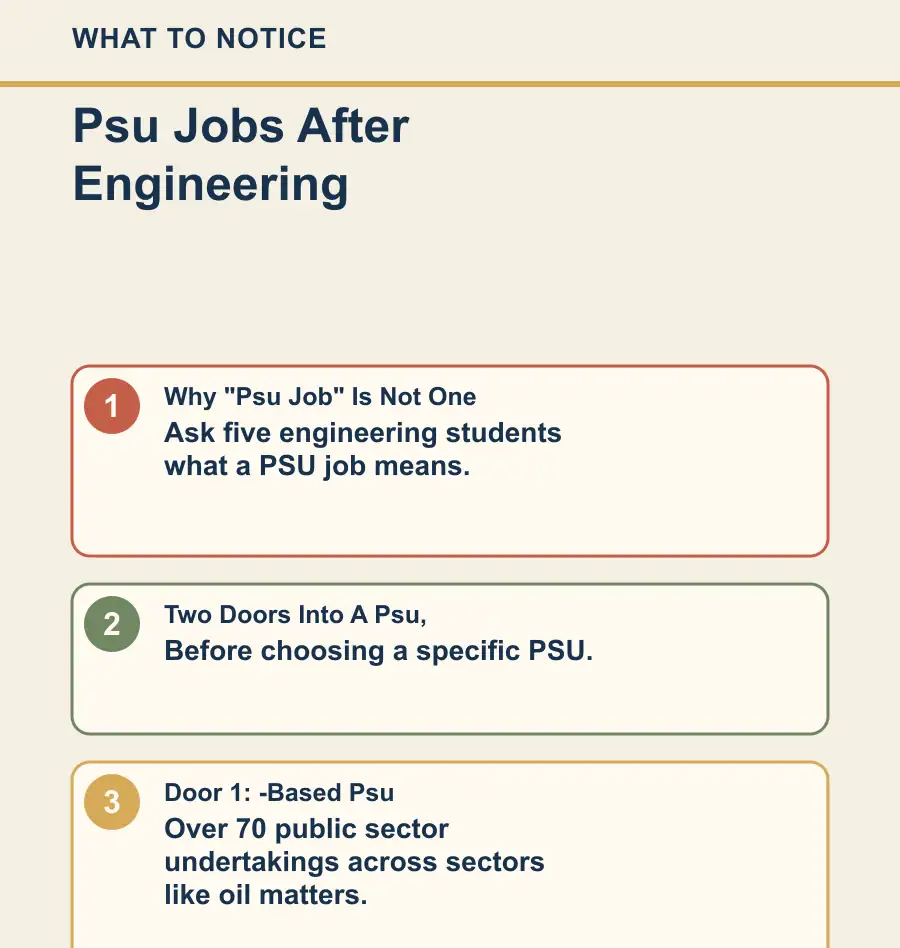 WHAT TO NOTICE
Psu Jobs After
Engineering
1
Why "Psu Job" Is Not One
Ask five engineering students
what a PSU job means.
2
Two Doors Into A Psu,
Before choosing a specific PSU.
3
Door 1: -Based Psu
Over 70 public sector
undertakings across sectors
like oil matters.